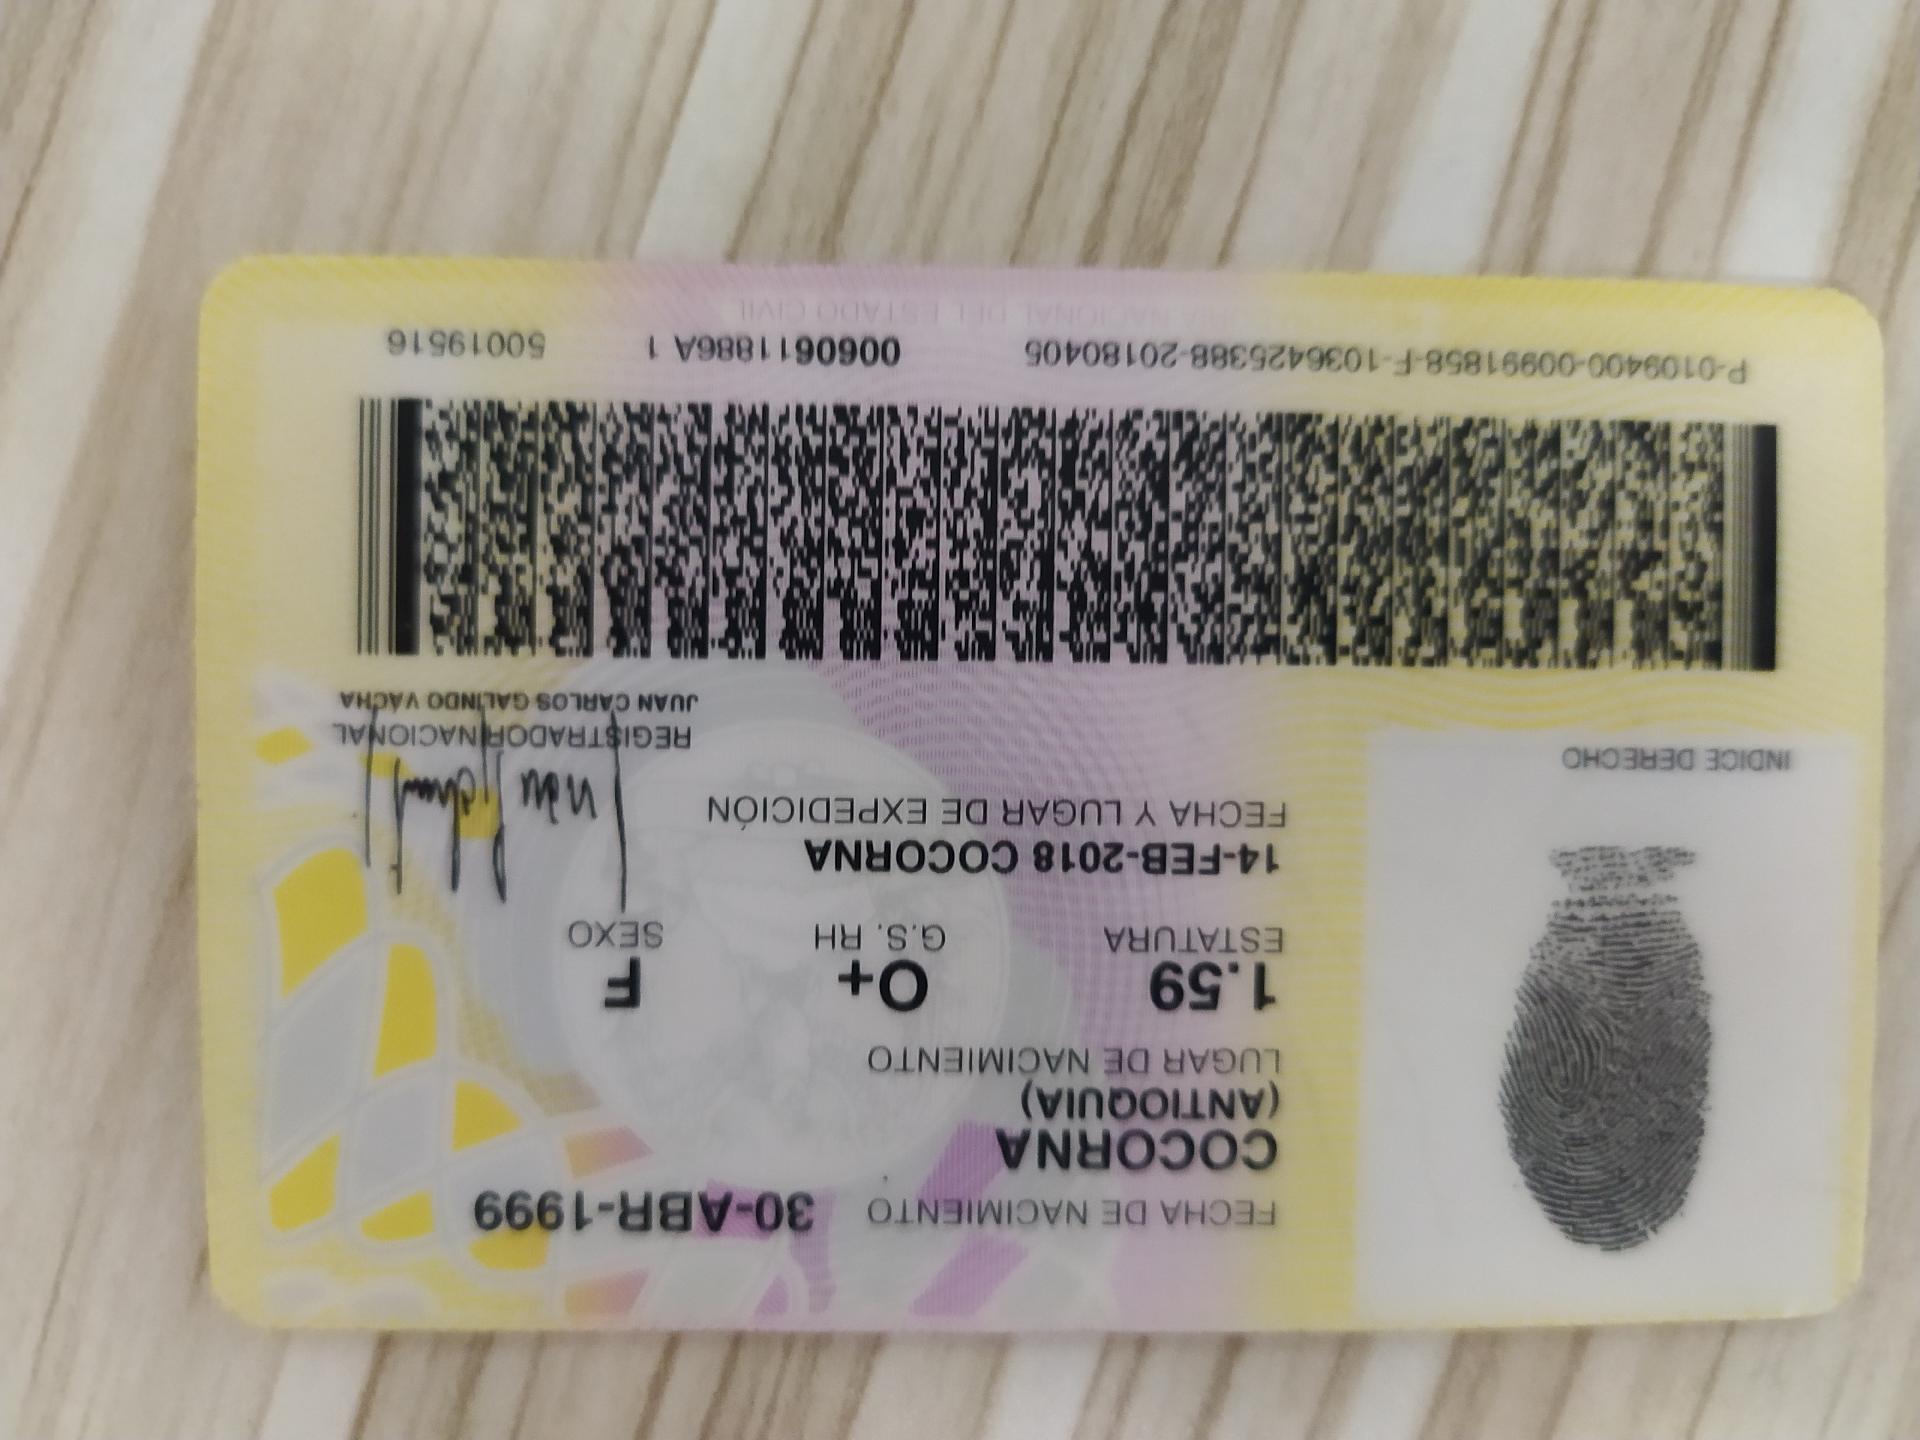 FECHA DE NACIMIENTO 30-ABR-1999
COCORNA
(ANTIOQUIA)
LUGAR DE NACIMIENTO
1.59 O+ F
ESTATURA G.S. RH SEXO
14-FEB-2018 COCORNA
FECHA Y LUGAR DE EXPEDICIÓN
INDICE DERECHO
REGISTRADOR NACIONAL
JUAN CARLOS GALINDO VÁCHA
P-0109400-00991858-F-1036425388-20180405 0060611886A 1 50019516
NACIONAL DEL ESTADO CIVIL